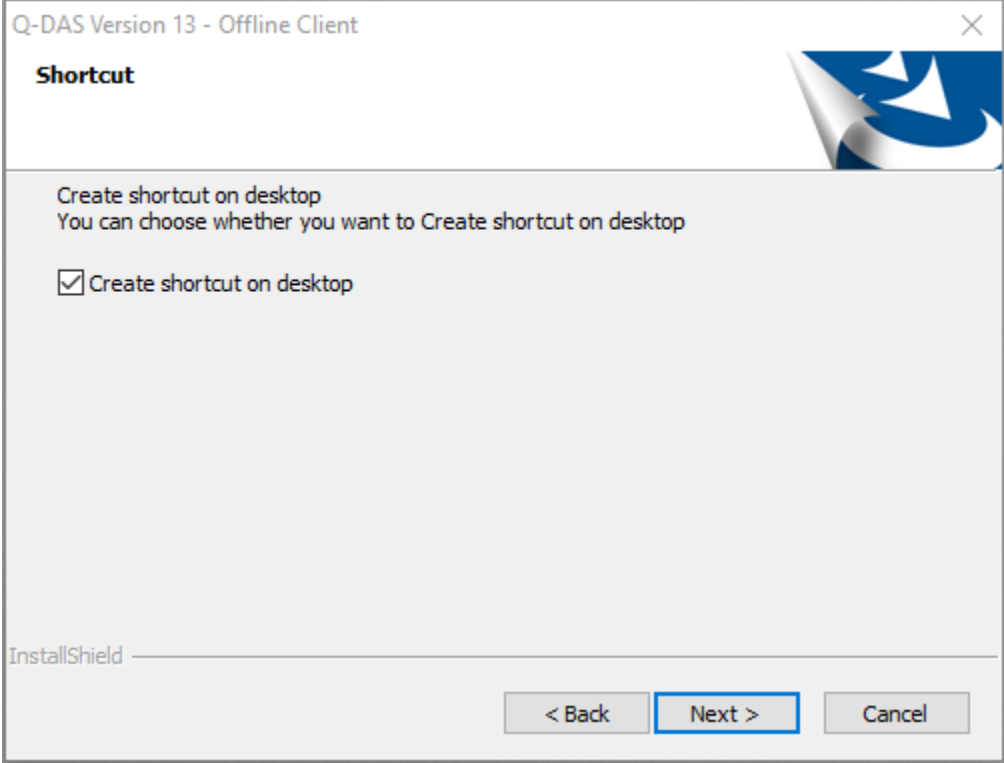 Q-DAS Version 13 - Offline Client
Shortcut
Create shortcut on desktop
You can choose whether you want to Create shortcut on desktop
Create shortcut on desktop
InstallShield
< Back Next > Cancel